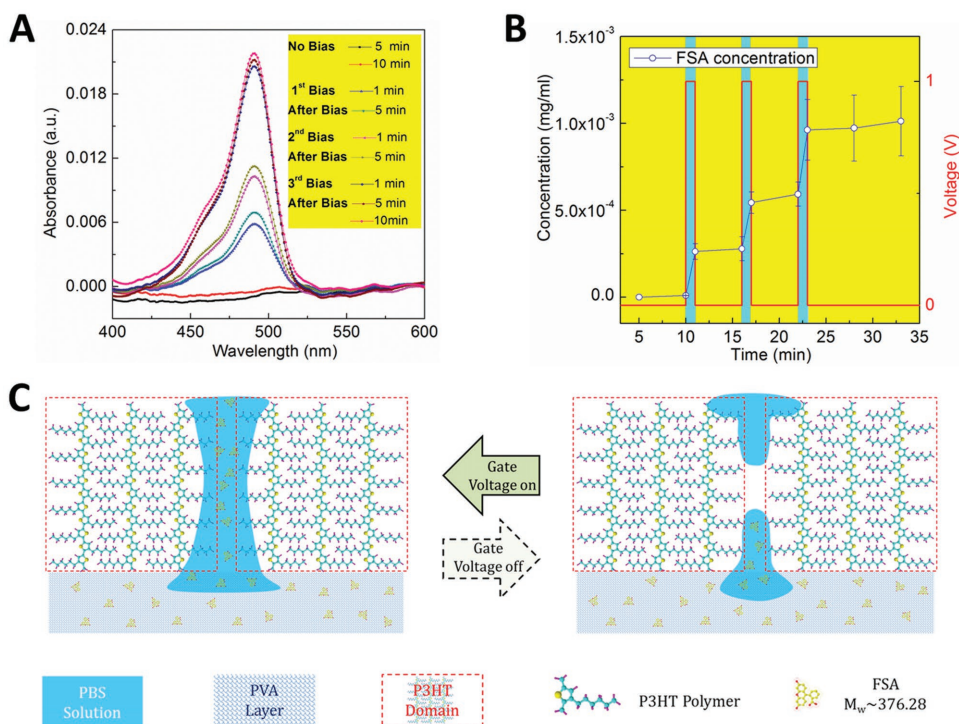 A
0.024
0.018
0.012
0.006
0.000
400
450
500
550
600
Absorbance (a.u.)
Wavelength (nm)
No Bias 5 min
10 min
1st Bias 1 min
After Bias 5 min
2nd Bias 1 min
After Bias 5 min
3rd Bias 1 min
After Bias 5 min
10min
B
1.5x10-3
1.0x10-3
5.0x10-4
0.0
5
10
15
20
25
30
35
1
0
Concentration (mg/ml)
Time (min)
Voltage (V)
FSA concentration
C
Gate
Voltage on
Gate
Voltage off
PBS
Solution
PVA
Layer
P3HT
Domain
P3HT Polymer
FSA
Mw~376.28